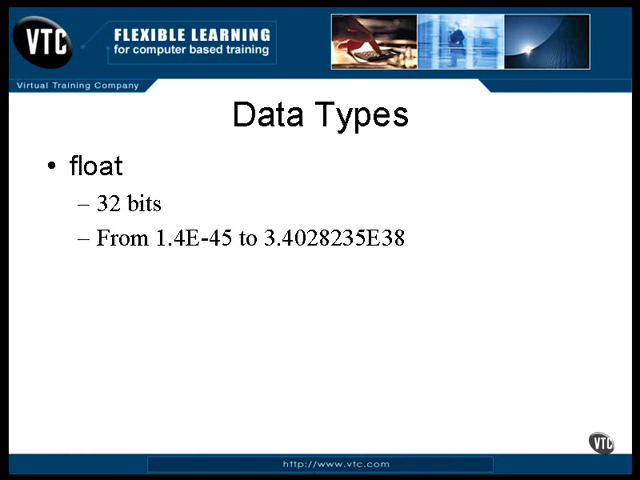 VTC
FLEXIBLE LEARNING
for computer based training
Virtual Training Company
Data Types
• float
– 32 bits
– From 1.4E-45 to 3.4028235E38
VTC
http://www.vtc.com